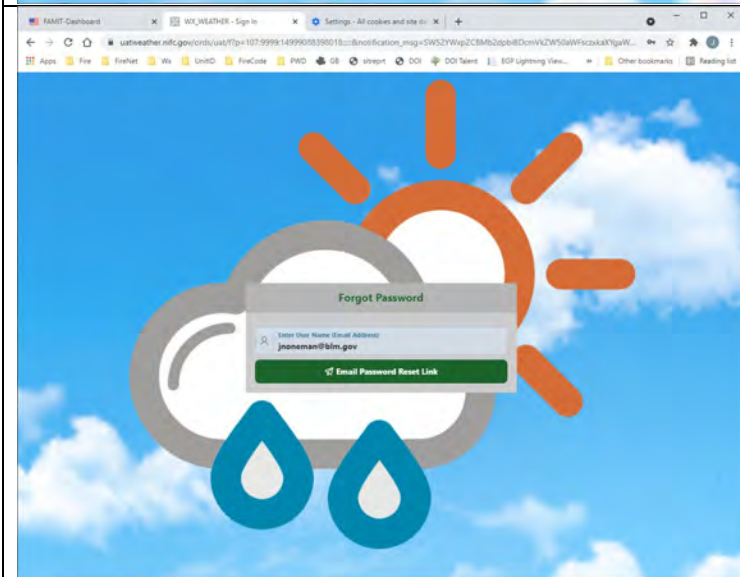 FAMIT-Dashboard
WX_WEATHER - Sign In
Settings - All cookies and site da
uatweather.nifc.gov/ords/uat/f?p=107:9999:14999088398018::::&notification_msg=
Apps Fire FireNet Wx UnitID FireCode PWD GB sitreprt DOI DOI Talent EGP Lightning View... » Other bookmarks Reading list
Forgot Password
Enter User Name (Email Address)
jnoneman@blm.gov
Email Password Reset Link